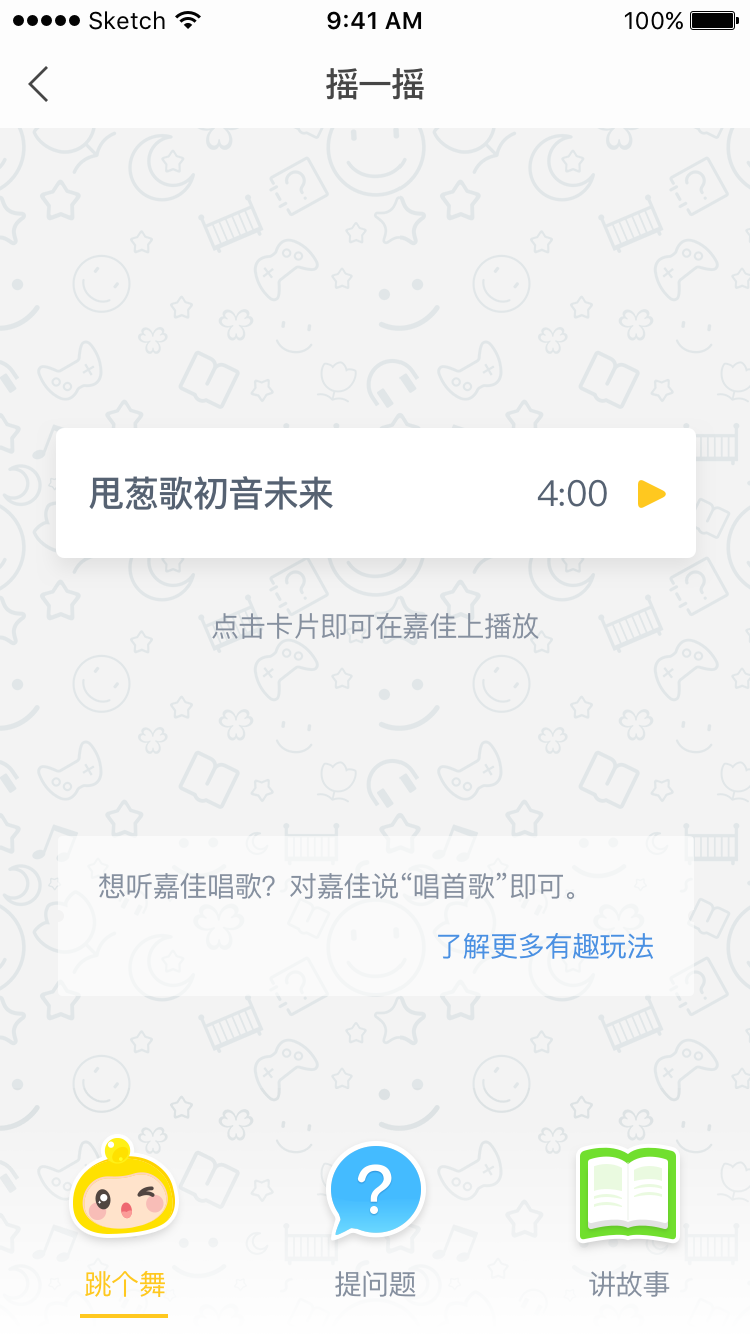 Sketch 9:41 AM 100%
摇一摇
甩葱歌初音未来 4:00
点击卡片即可在嘉佳上播放
想听嘉佳唱歌？对嘉佳说“唱首歌”即可。
了解更多有趣玩法
跳个舞 提问题 讲故事